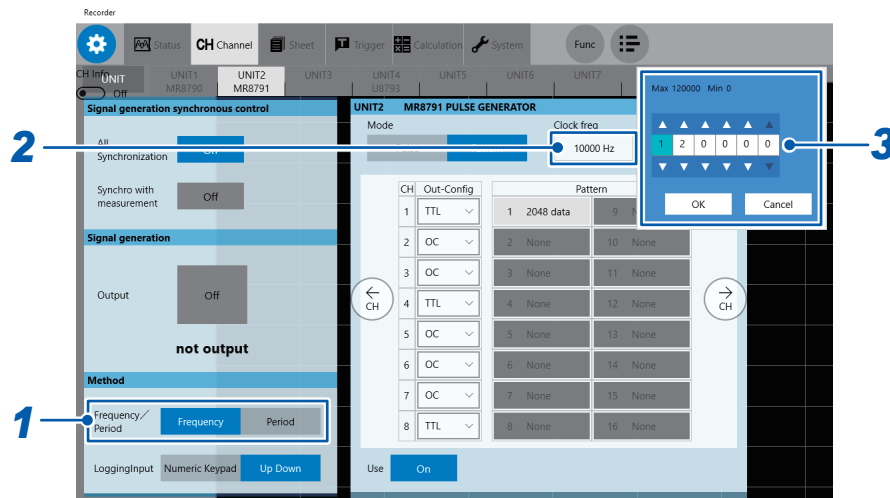 Recorder
Status CH Channel Sheet Trigger Calculation System Func
CH Info
Off
UNIT
UNIT1
MR8790
UNIT2
MR8791
UNIT3
UNIT4
U8793
UNIT5
UNIT6
UNIT7
Signal generation synchronous control
All
Synchronization
Synchro with
measurement
Off
Signal generation
Output
Off
not output
Method
Frequency/
Period
Frequency
Period
LoggingInput
Numeric Keypad
Up Down
UNIT2 MR8791 PULSE GENERATOR
Mode
Clock freq
10000 Hz
CH Out-Config Pattern
1 TTL 1 2048 data 9
2 OC 2 None 10 None
3 OC 3 None 11 None
4 TTL 4 None 12 None
5 OC 5 None 13 None
6 OC 6 None 14 None
7 OC 7 None 15 None
8 TTL 8 None 16 None
← CH
→ CH
Use On
Max 120000 Min 0
1 2 0 0 0 0
OK Cancel
1
2
3